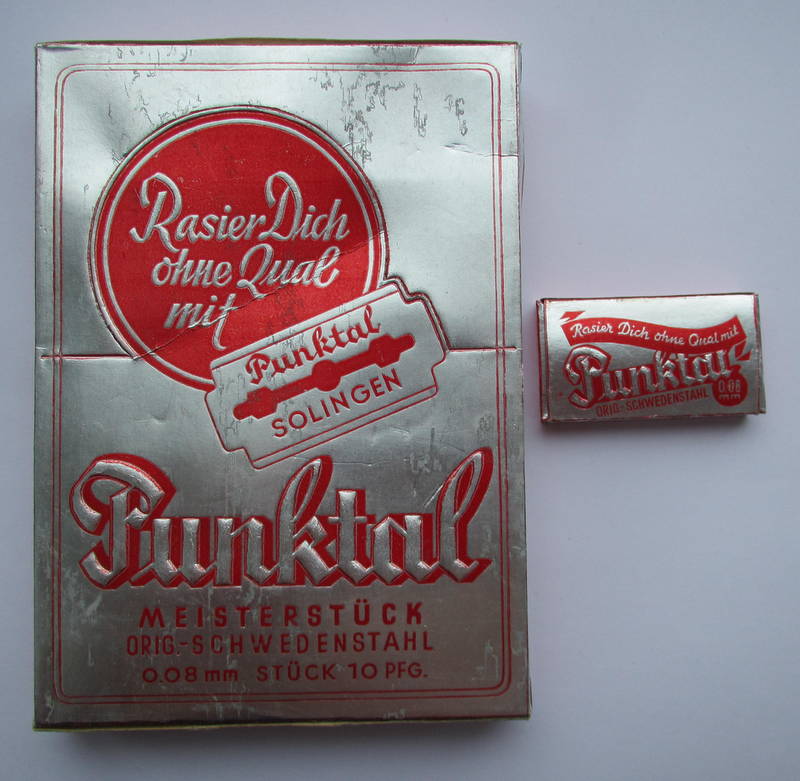 Rasier Dich
ohne Qual
mit
Punktal
SOLINGEN
Punktal
MEISTERSTÜCK
ORIG.-SCHWEDENSTAHL
0.08 mm STÜCK 10 PFG.
Rasier Dich ohne Qual mit
Punktal
ORIG.-SCHWEDENSTAHL
0.08
mm